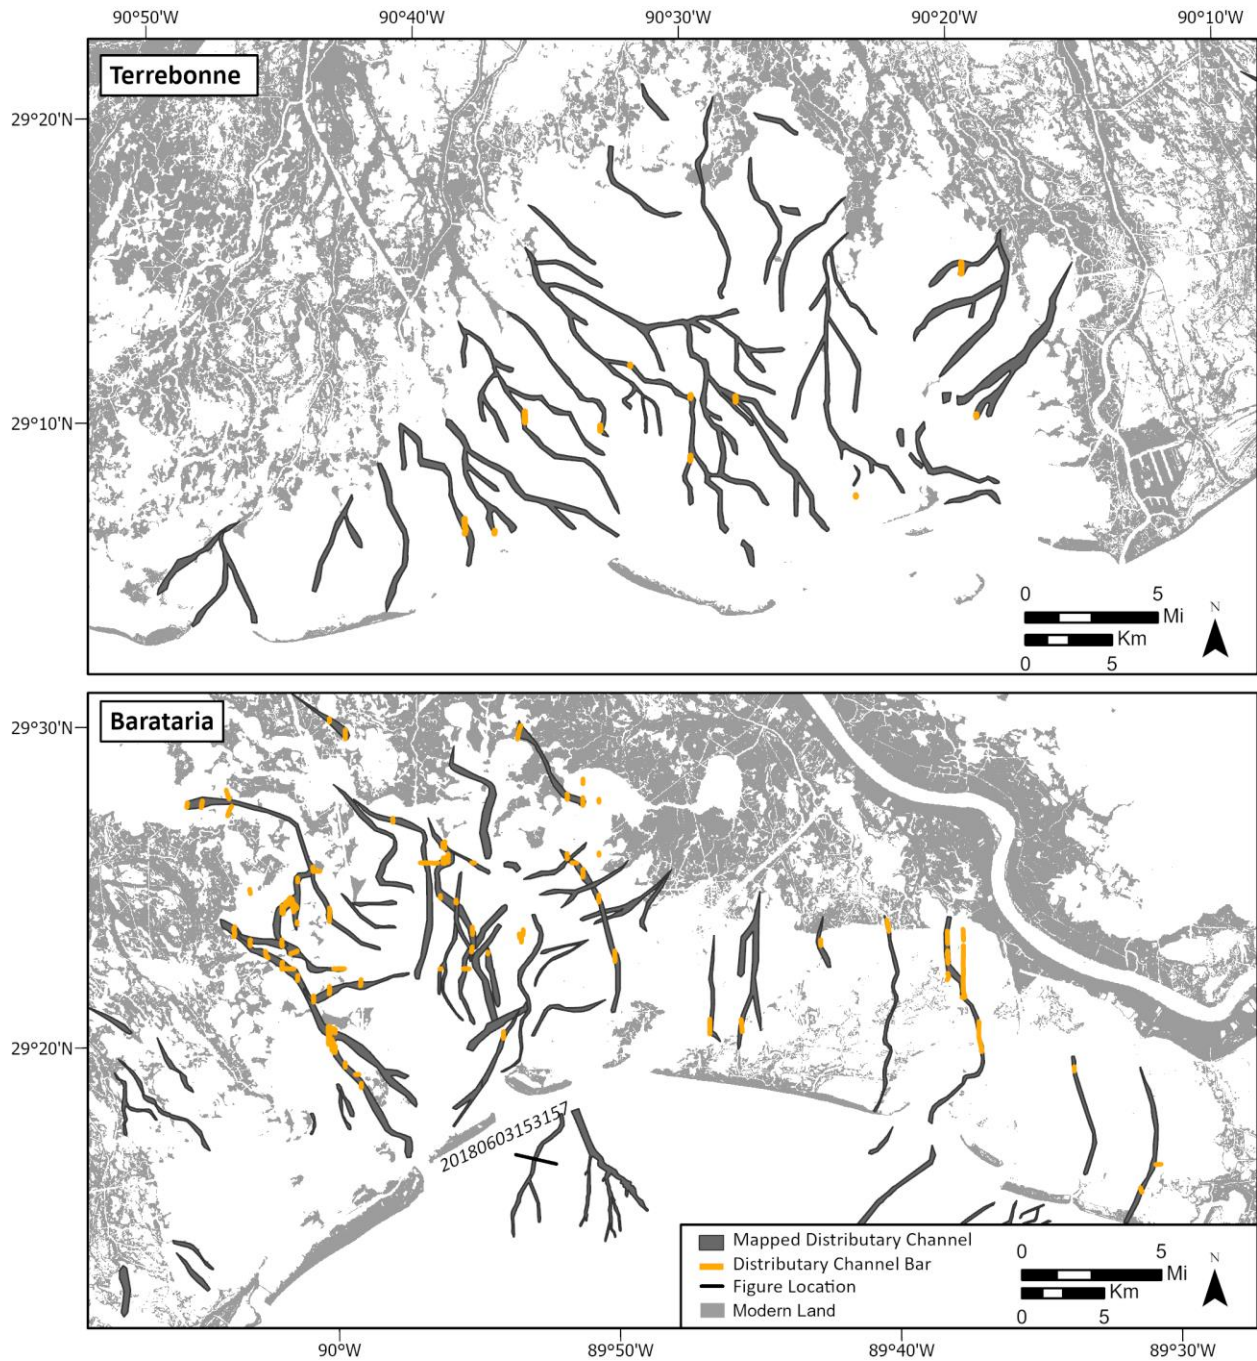 90°50'W 90°40'W 90°30'W 90°20'W 90°10'W
Terrebonne
29°20'N
29°10'N
0 5
Mi
Km
0 5
N
Barataria
29°30'N
29°20'N
20180603153157
Mapped Distributary Channel
Distributary Channel Bar
Figure Location
Modern Land
0 5
Mi
Km
0 5
N
90°W 89°50'W 89°40'W 89°30'W